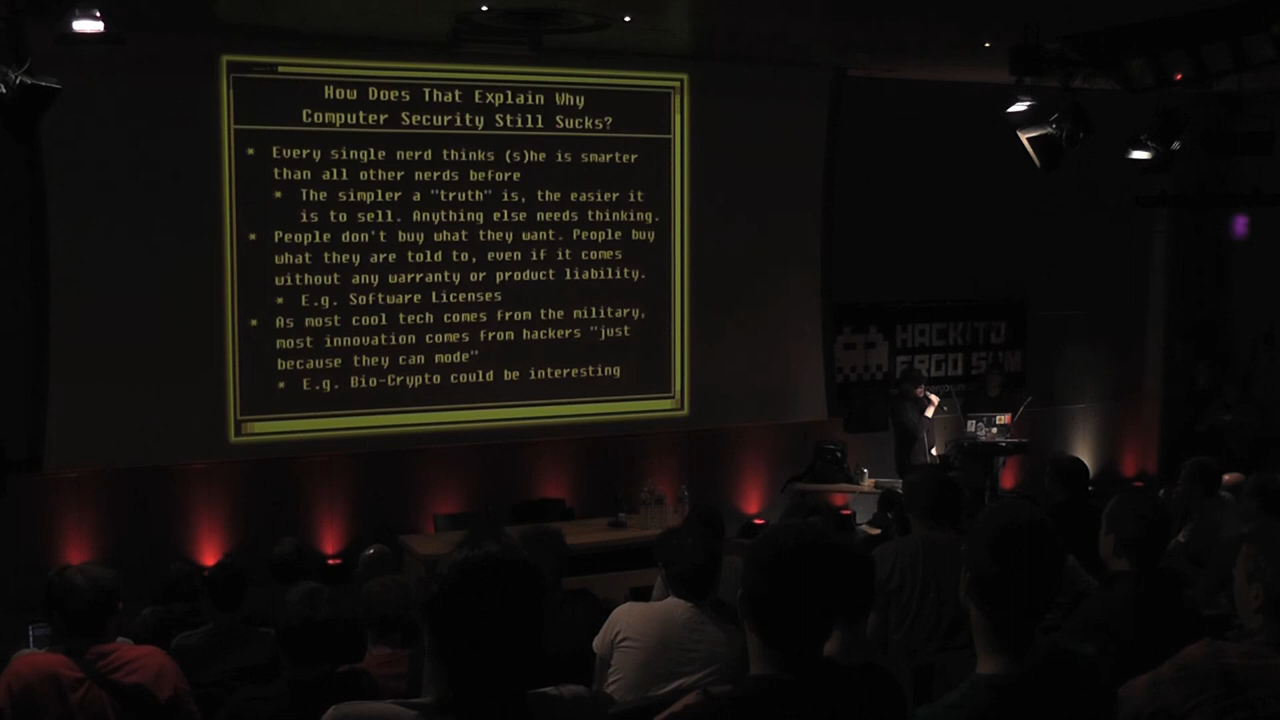 How Does That Explain Why
Computer Security Still Sucks?
* Every single nerd thinks (s)he is smarter
than all other nerds before
* The simpler a "truth" is, the easier it
is to sell. Anything else needs thinking.
* People don't buy what they want. People buy
what they are told to, even if it comes
without any warranty or product liability.
* E.g. Software Licenses
* As most cool tech comes from the military,
most innovation comes from hackers "just
because they can mode"
* E.g. Bio-Crypto could be interesting
HACKITO
ERGO SUM